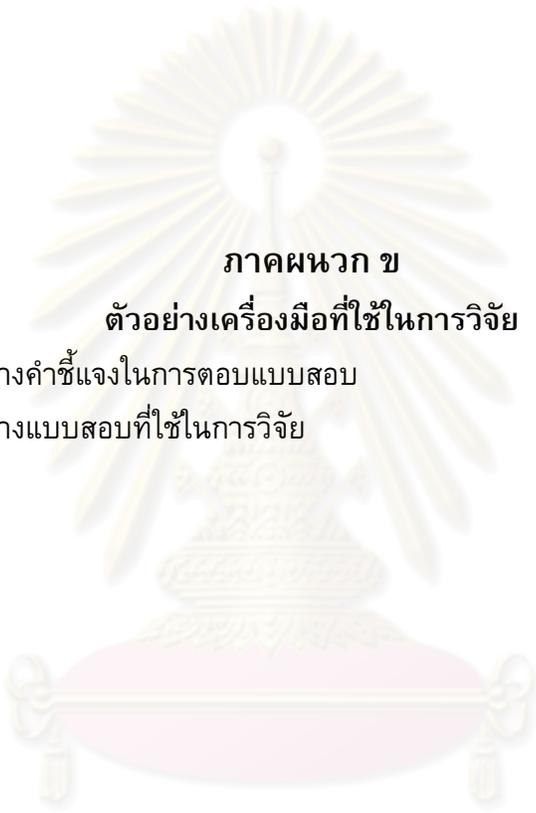 ภาคผนวก ข
ตัวอย่างเครื่องมือที่ใช้ในการวิจัย
างคำชี้แจงในการตอบแบบสอบ
างแบบสอบที่ใช้ในการวิจัย